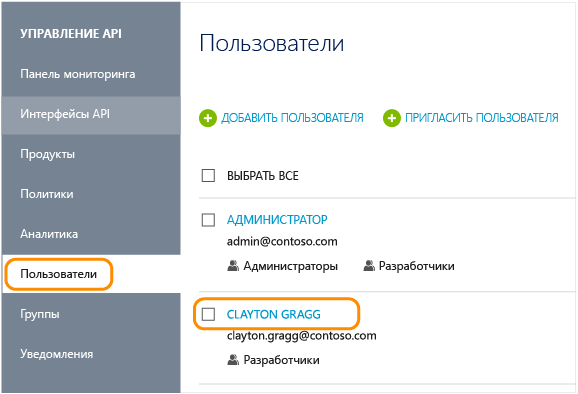 УПРАВЛЕНИЕ API
Панель мониторинга
Интерфейсы API
Продукты
Политики
Аналитика
Пользователи
Группы
Уведомления
Пользователи
ДОБАВИТЬ ПОЛЬЗОВАТЕЛЯ ПРИГЛАСИТЬ ПОЛЬЗОВАТЕЛЯ
ВЫБРАТЬ ВСЕ
АДМИНИСТРАТОР
admin@contoso.com
Администраторы Разработчики
CLAYTON GRAGG
clayton.gragg@contoso.com
Разработчики